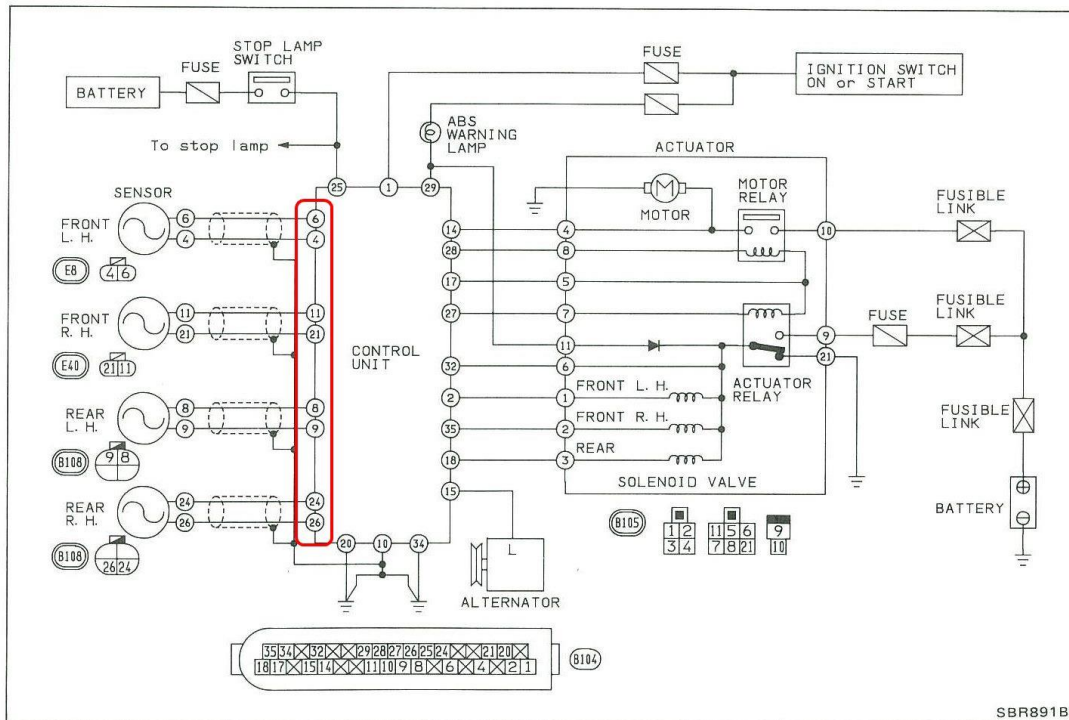 STOP LAMP
SWITCH
FUSE
BATTERY
To stop lamp
FUSE
IGNITION SWITCH
ON or START
ABS
WARNING
LAMP
25
1
29
SENSOR
FRONT
L. H.
6
4
6
4
E8
4 6
FRONT
R. H.
11
21
11
21
E40
21 11
REAR
L. H.
8
9
8
9
B108
9 8
REAR
R. H.
24
26
24
26
B108
26 24
CONTROL
UNIT
14
28
17
27
32
2
35
18
15
20
10
34
ACTUATOR
M
MOTOR
MOTOR
RELAY
4
8
5
7
11
6
1
2
3
10
9
21
ACTUATOR
RELAY
FRONT L. H.
FRONT R. H.
REAR
SOLENOID VALVE
FUSIBLE
LINK
FUSE
FUSIBLE
LINK
FUSIBLE
LINK
BATTERY
L
ALTERNATOR
B105
1 2
3 4
11 5 6
7 8 21
9
10
35 34 32 29 28 27 26 25 24 21 20
18 17 15 14 11 10 9 8 6 4 2 1
B104
SBR891B